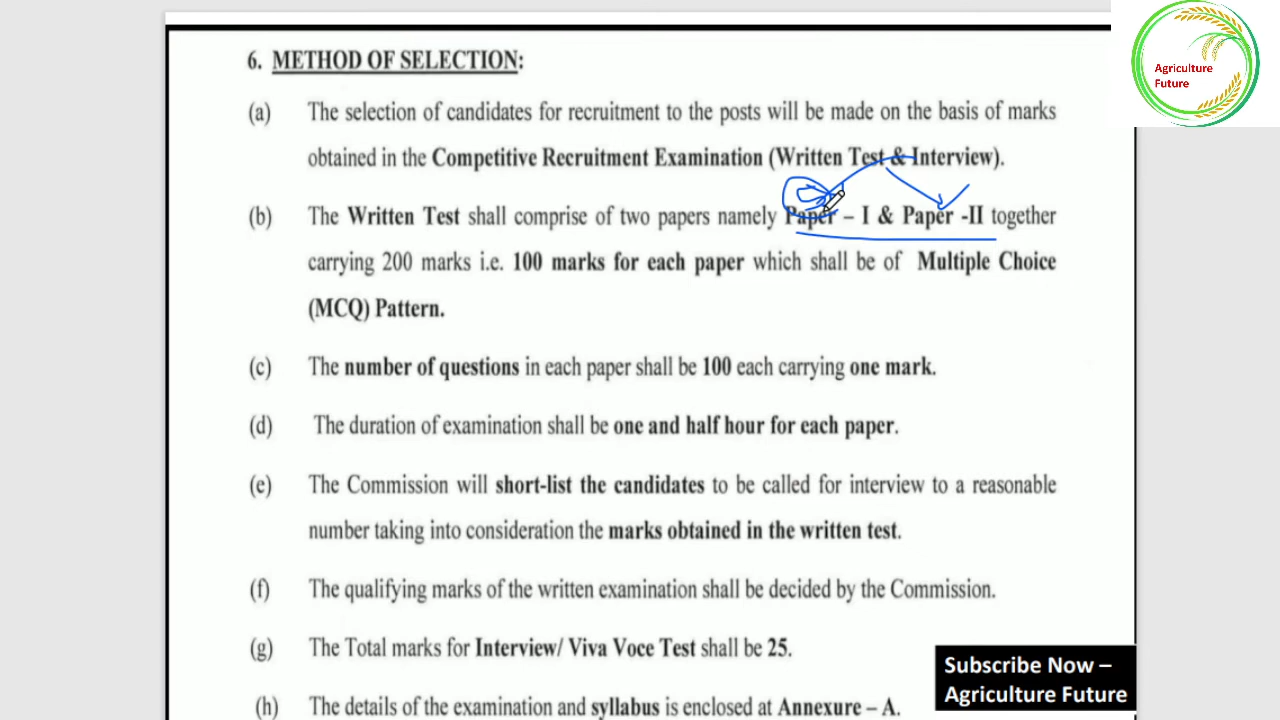 Agriculture
Future
6. METHOD OF SELECTION:
(a) The selection of candidates for recruitment to the posts will be made on the basis of marks
obtained in the Competitive Recruitment Examination (Written Test & Interview).
(b) The Written Test shall comprise of two papers namely Paper – I & Paper -II together
carrying 200 marks i.e. 100 marks for each paper which shall be of Multiple Choice
(MCQ) Pattern.
(c) The number of questions in each paper shall be 100 each carrying one mark.
(d) The duration of examination shall be one and half hour for each paper.
(e) The Commission will short-list the candidates to be called for interview to a reasonable
number taking into consideration the marks obtained in the written test.
(f) The qualifying marks of the written examination shall be decided by the Commission.
(g) The Total marks for Interview/ Viva Voce Test shall be 25.
(h) The details of the examination and syllabus is enclosed at Annexure – A.
Subscribe Now –
Agriculture Future